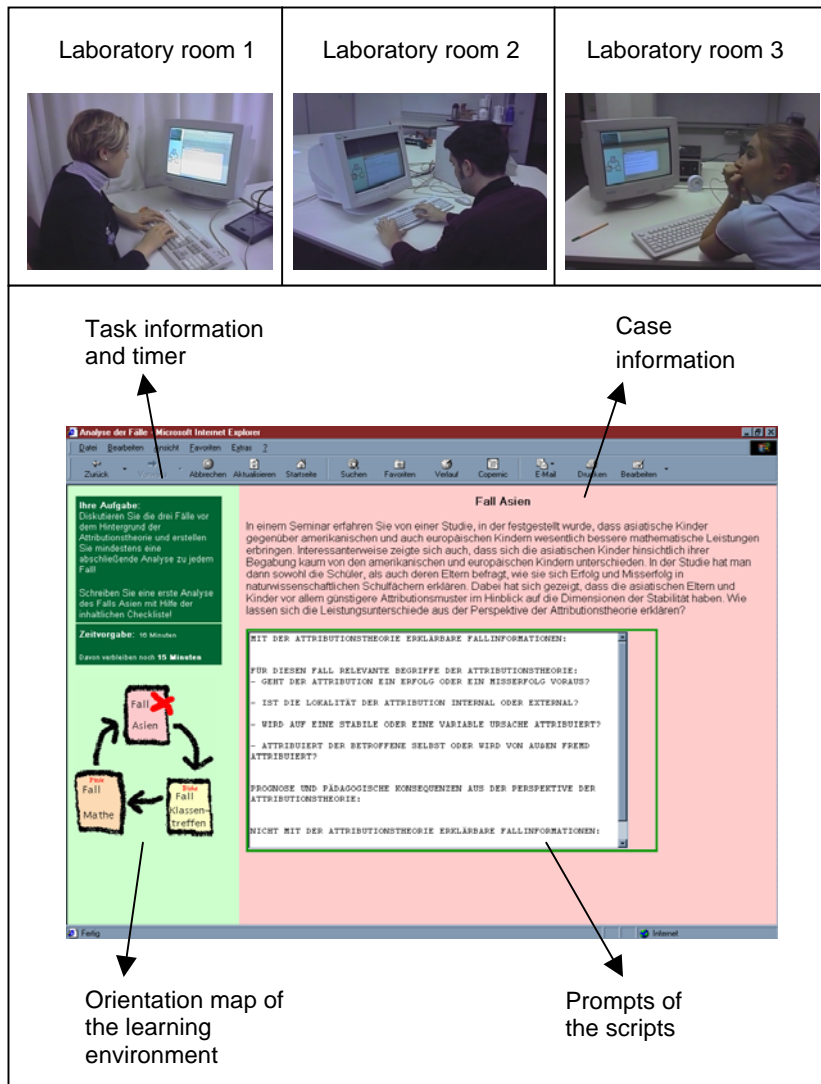 Laboratory room 1
Laboratory room 2
Laboratory room 3
Task information
and timer
Case
information
Analyse der Fälle - Microsoft Internet Explorer
Datei Bearbeiten Ansicht Favoriten Extras ?
Zurück Abbrechen Aktualisieren Startseite Suchen Favoriten Verlauf Copernic E-Mail Drucken Bearbeiten
Ihre Aufgabe:
Diskutieren Sie die drei Fälle vor
dem Hintergrund der
Attributionstheorie und erstellen
Sie mindestens eine
abschließende Analyse zu jedem
Fall!
Schreiben Sie eine erste Analyse
des Falls Asien mit Hilfe der
inhaltlichen Checkliste!
Zeitvorgabe: 16 Minuten
Davon verbleiben noch 15 Minuten
Fall
Asien
Fall
Mathe
Fall
Klassen-
treffen
Fall Asien
In einem Seminar erfahren Sie von einer Studie, in der festgestellt wurde, dass asiatische Kinder
gegenüber amerikanischen und auch europäischen Kindern wesentlich bessere mathematische Leistungen
erbringen. Interessanterweise zeigte sich auch, dass sich die asiatischen Kinder hinsichtlich ihrer
Begabung kaum von den amerikanischen und europäischen Kindern unterschieden. In der Studie hat man
dann sowohl die Schüler, als auch deren Eltern befragt, wie sie sich Erfolg und Misserfolg in
naturwissenschaftlichen Schulfächern erklären. Dabei hat sich gezeigt, dass die asiatischen Eltern und
Kinder vor allem günstigere Attributionsmuster im Hinblick auf die Dimensionen der Stabilität haben. Wie
lassen sich die Leistungsunterschiede aus der Perspektive der Attributionstheorie erklären?
MIT DER ATTRIBUTIONSTHEORIE ERKLÄRBARE FALLINFORMATIONEN:
FÜR DIESEN FALL RELEVANTE BEGRIFFE DER ATTRIBUTIONSTHEORIE:
- GEHT DER ATTRIBUTION EIN ERFOLG ODER EIN MISSERFOLG VORAUS?
- IST DIE LOKALITÄT DER ATTRIBUTION INTERNAL ODER EXTERNAL?
- WIRD AUF EINE STABILE ODER EINE VARIABLE URSACHE ATTRIBUIERT?
- ATTRIBUIERT DER BETROFFENE SELBST ODER WIRD VON AUßEN FREMD
ATTRIBUIERT?
PROGNOSE UND PÄDAGOGISCHE KONSEQUENZEN AUS DER PERSPEKTIVE DER
ATTRIBUTIONSTHEORIE:
NICHT MIT DER ATTRIBUTIONSTHEORIE ERKLÄRBARE FALLINFORMATIONEN:
Fertig
Internet
Orientation map of
the learning
environment
Prompts of
the scripts